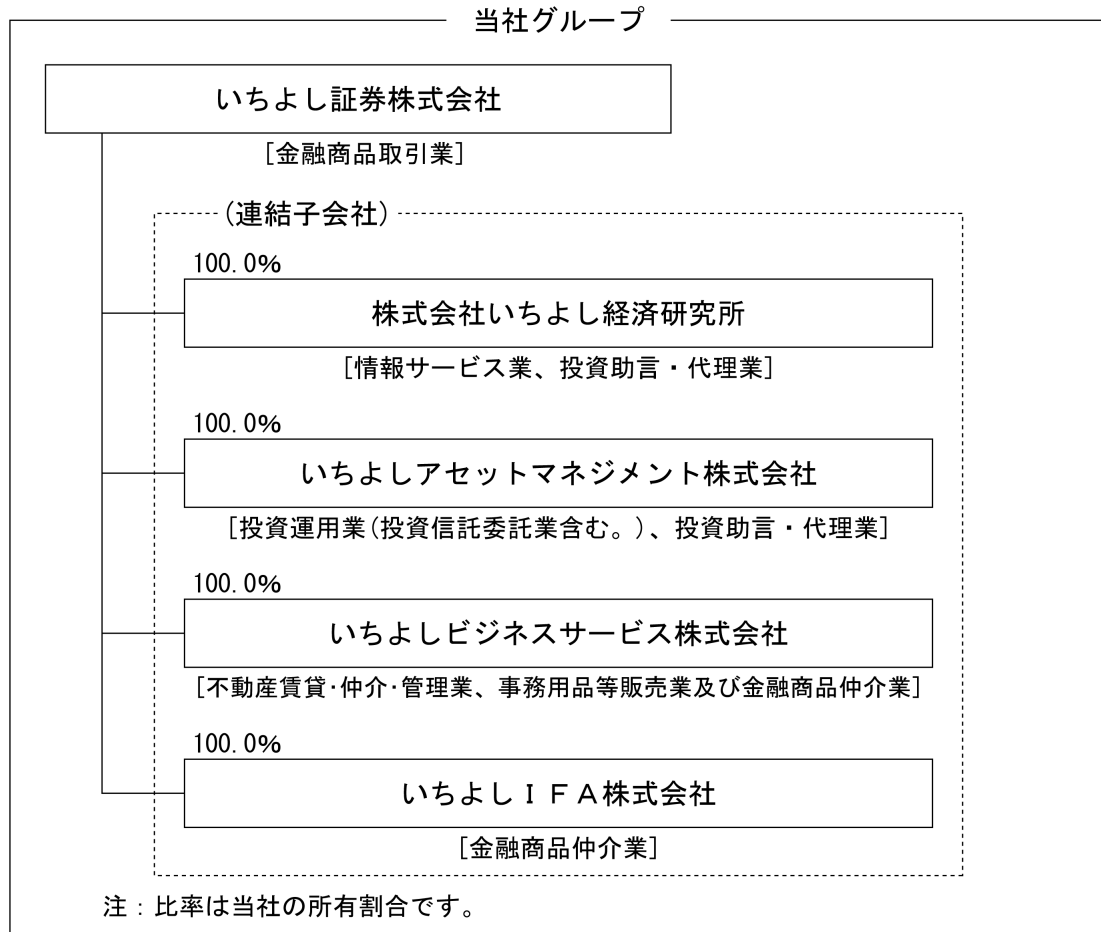 当社グループ
いちよし証券株式会社
[金融商品取引業]
(連結子会社)
100.0%
株式会社いちよし経済研究所
[情報サービス業、投資助言・代理業]
100.0%
いちよしアセットマネジメント株式会社
[投資運用業(投資信託委託業含む。)、投資助言・代理業]
100.0%
いちよしビジネスサービス株式会社
[不動産賃貸･仲介･管理業、事務用品等販売業及び金融商品仲介業]
100.0%
いちよしＩＦＡ株式会社
[金融商品仲介業]
注：比率は当社の所有割合です。